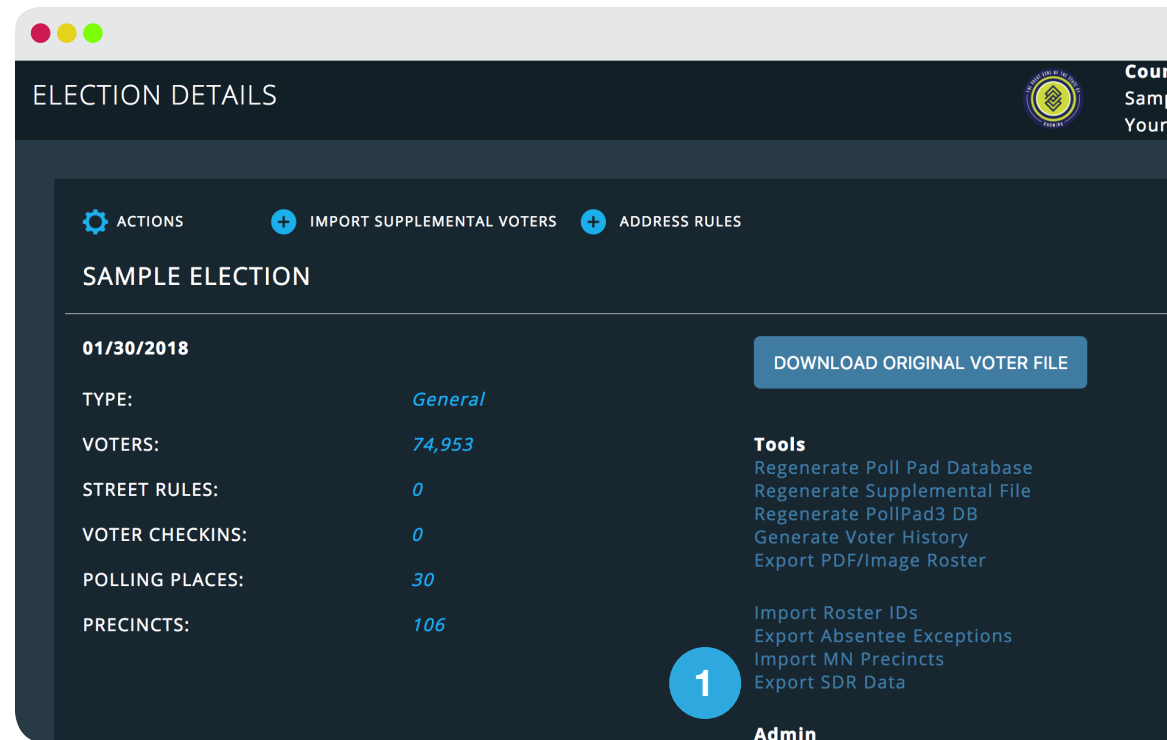 ELECTION DETAILS
ACTIONS
IMPORT SUPPLEMENTAL VOTERS
ADDRESS RULES
SAMPLE ELECTION
01/30/2018
DOWNLOAD ORIGINAL VOTER FILE
TYPE: General
VOTERS: 74,953
STREET RULES: 0
VOTER CHECKINS: 0
POLLING PLACES: 30
PRECINCTS: 106
Tools
Regenerate Poll Pad Database
Regenerate Supplemental File
Regenerate PollPad3 DB
Generate Voter History
Export PDF/Image Roster
Import Roster IDs
Export Absentee Exceptions
Import MN Precincts
1
Export SDR Data
Admin